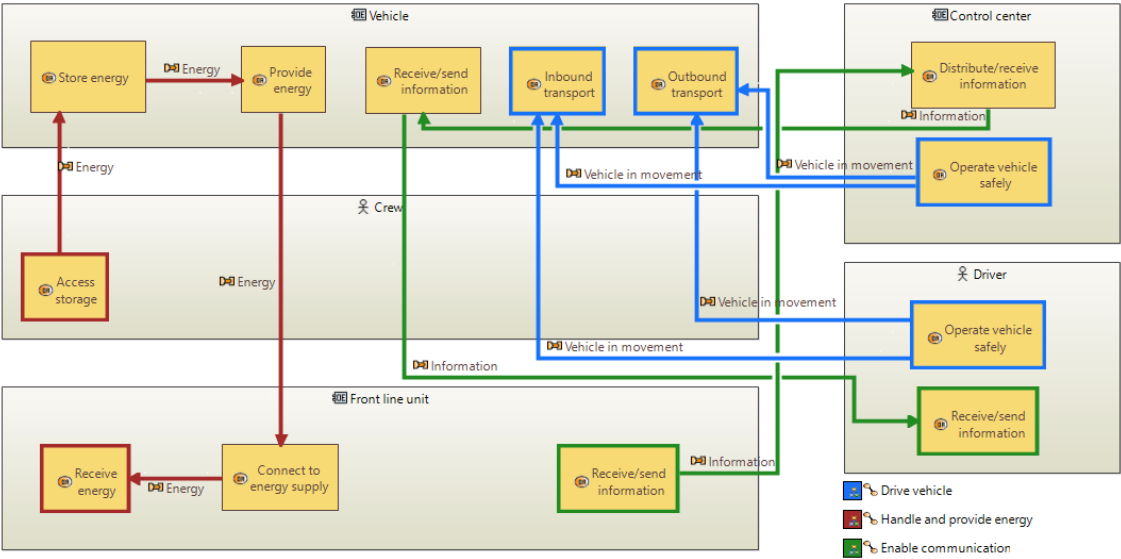 Vehicle
Store energy
Energy
Provide
energy
Receive/send
information
Inbound
transport
Outbound
transport
Control center
Distribute/receive
information
Information
Operate vehicle
safely
Vehicle in movement
Vehicle in movement
Energy
Crew
Access
storage
Energy
Vehicle in movement
Vehicle in movement
Information
Driver
Operate vehicle
safely
Receive/send
information
Front line unit
Receive
energy
Energy
Connect to
energy supply
Receive/send
information
Information
Drive vehicle
Handle and provide energy
Enable communication